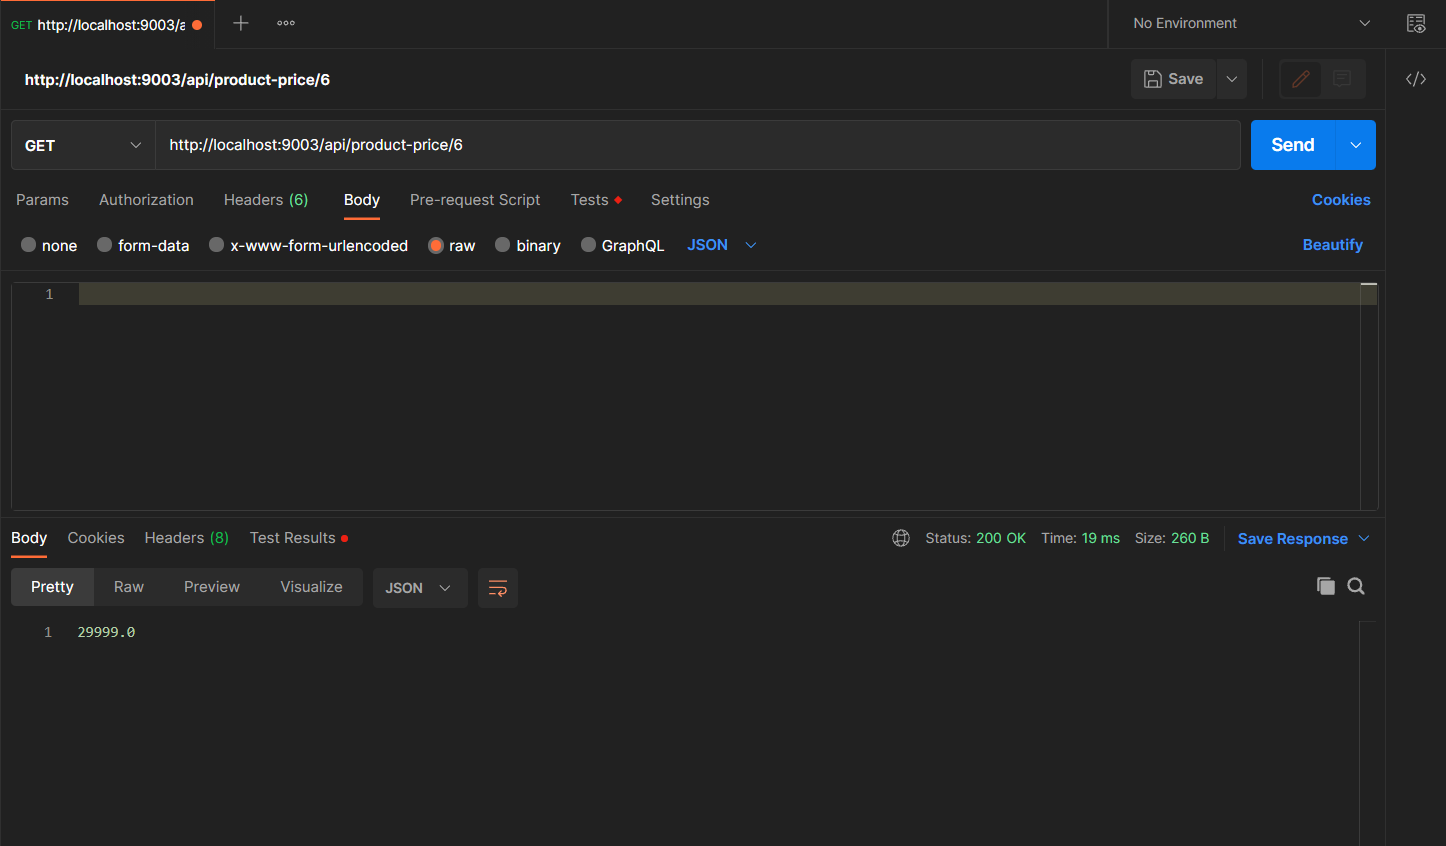 GET http://localhost:9003/a
No Environment
http://localhost:9003/api/product-price/6
Save
GET http://localhost:9003/api/product-price/6 Send
Params Authorization Headers (6) Body Pre-request Script Tests Settings Cookies
none form-data x-www-form-urlencoded raw binary GraphQL JSON Beautify
1
Body Cookies Headers (8) Test Results Status: 200 OK Time: 19 ms Size: 260 B Save Response
Pretty Raw Preview Visualize JSON
1 29999.0